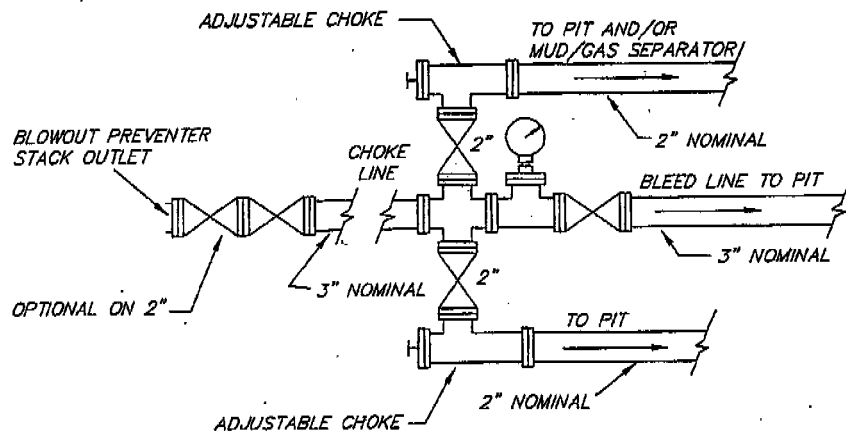 ADJUSTABLE CHOKE
TO PIT AND/OR
MUD/GAS SEPARATOR
2" NOMINAL
BLOWOUT PREVENTER
STACK OUTLET
CHOKE
LINE
2"
BLEED LINE TO PIT
3" NOMINAL
OPTIONAL ON 2"
3" NOMINAL
2"
TO PIT
2" NOMINAL
ADJUSTABLE CHOKE